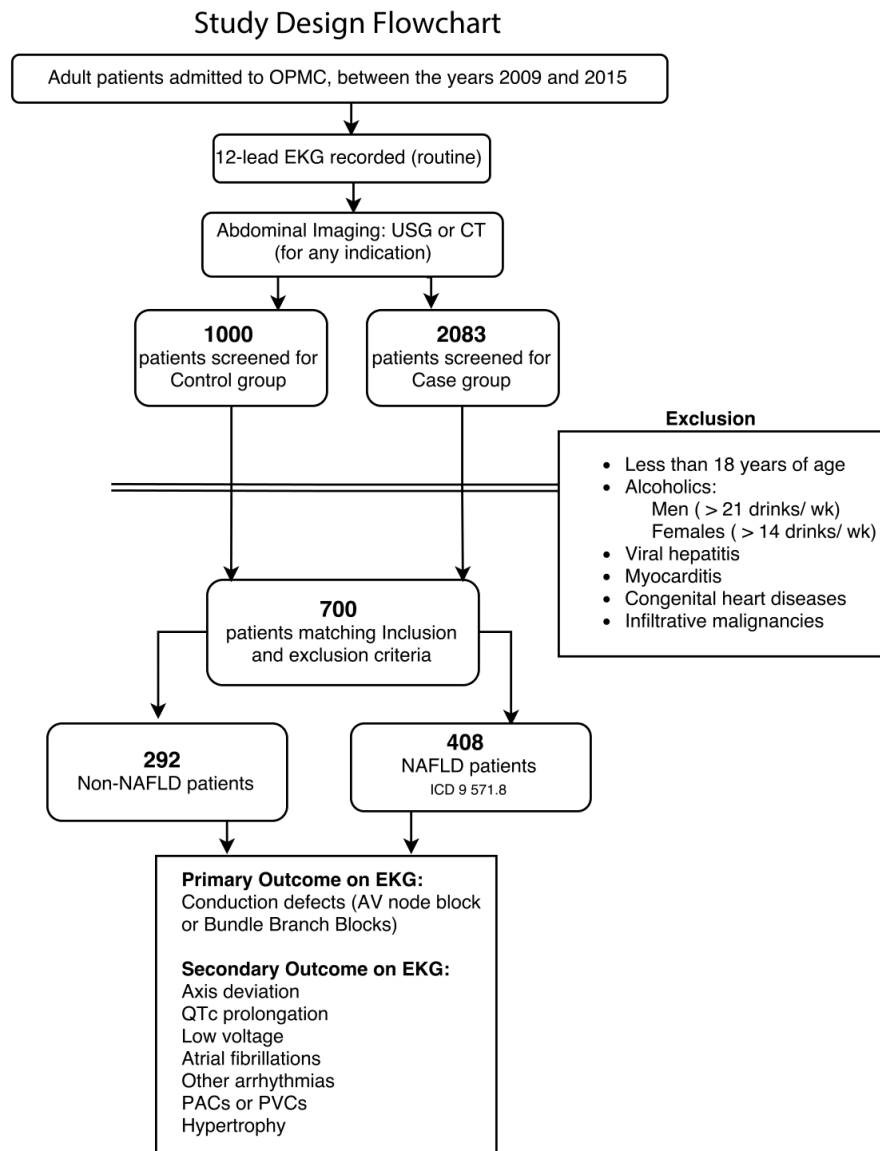 Study Design Flowchart
Adult patients admitted to OPMC, between the years 2009 and 2015
12-lead EKG recorded (routine)
Abdominal Imaging: USG or CT
(for any indication)
1000
patients screened for
Control group
2083
patients screened for
Case group
Exclusion
• Less than 18 years of age
• Alcoholics:
Men ( > 21 drinks/ wk)
Females ( > 14 drinks/ wk)
• Viral hepatitis
• Myocarditis
• Congenital heart diseases
• Infiltrative malignancies
700
patients matching Inclusion
and exclusion criteria
292
Non-NAFLD patients
408
NAFLD patients
ICD 9 571.8
Primary Outcome on EKG:
Conduction defects (AV node block
or Bundle Branch Blocks)
Secondary Outcome on EKG:
Axis deviation
QTc prolongation
Low voltage
Atrial fibrillations
Other arrhythmias
PACs or PVCs
Hypertrophy